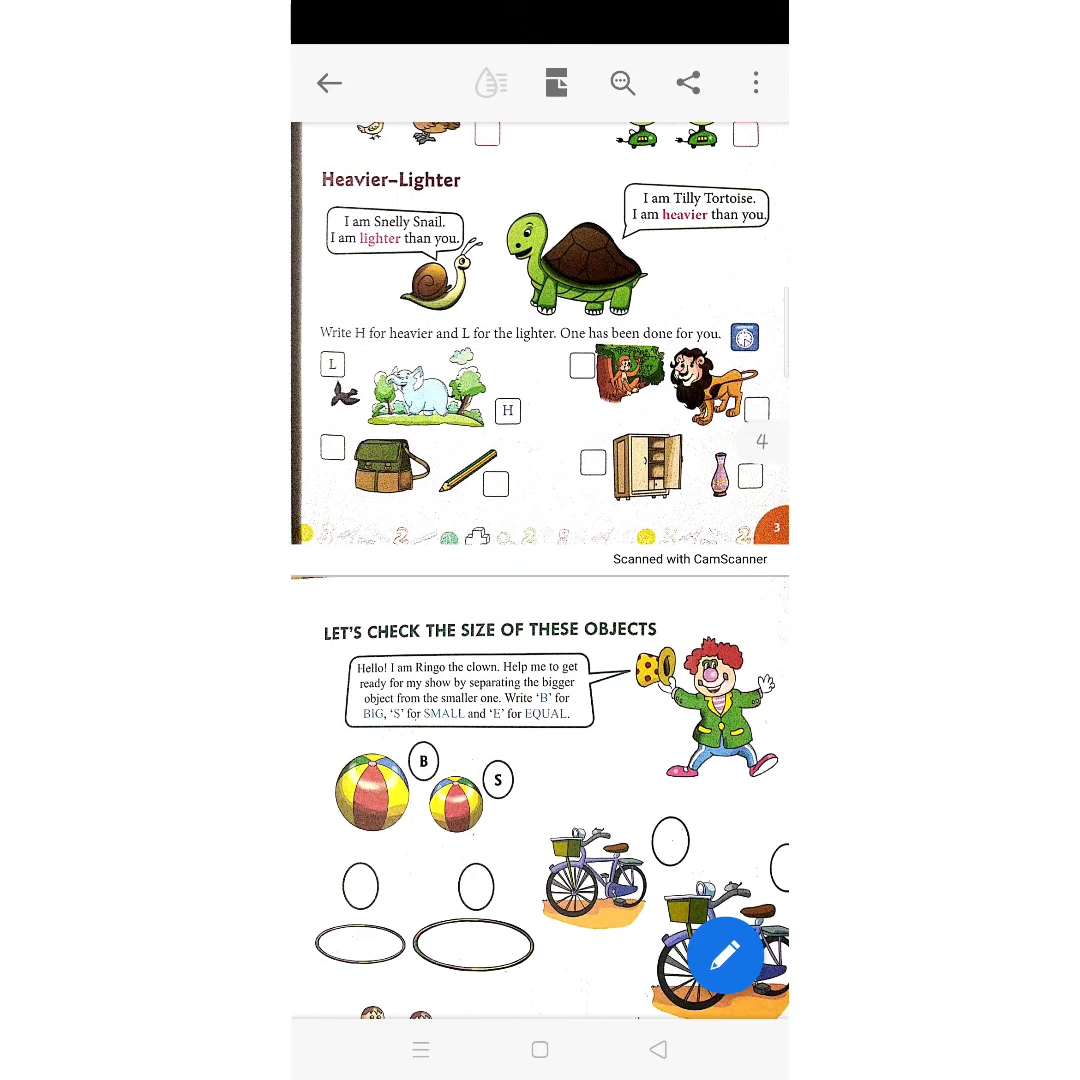 Heavier–Lighter
I am Snelly Snail.
I am lighter than you.
I am Tilly Tortoise.
I am heavier than you.
Write H for heavier and L for the lighter. One has been done for you.
L
H
4
3
Scanned with CamScanner
LET'S CHECK THE SIZE OF THESE OBJECTS
Hello! I am Ringo the clown. Help me to get
ready for my show by separating the bigger
object from the smaller one. Write ‘B’ for
BIG, ‘S’ for SMALL and ‘E’ for EQUAL.
B
S